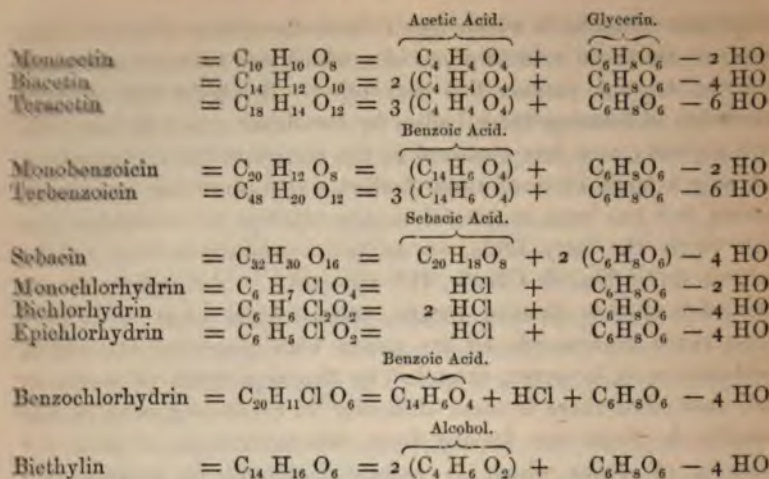 Acetic Acid. Glycerin.
Monacetin = C₁₀ H₁₀ O₈ = C₄ H₄ O₄ + C₆H₈O₆ − 2 HO
Biacetin = C₁₄ H₁₂ O₁₀ = 2 (C₄ H₄ O₄) + C₆H₈O₆ − 4 HO
Teracetin = C₁₈ H₁₄ O₁₂ = 3 (C₄ H₄ O₄) + C₆H₈O₆ − 6 HO
Benzoic Acid.
Monobenzoicin = C₂₀ H₁₂ O₈ = (C₁₄H₆ O₄) + C₆H₈O₆ − 2 HO
Terbenzoicin = C₄₈ H₂₀ O₁₂ = 3 (C₁₄H₆ O₄) + C₆H₈O₆ − 6 HO
Sebacic Acid.
Sebacin = C₃₂H₃₀ O₁₆ = C₂₀H₁₈O₈ + 2 (C₆H₈O₆) − 4 HO
Monochlorhydrin = C₆ H₇ Cl O₄= HCl + C₆H₈O₆ − 2 HO
Bichlorhydrin = C₆ H₆ Cl₂O₂= 2 HCl + C₆H₈O₆ − 4 HO
Epichlorhydrin = C₆ H₅ Cl O₂= HCl + C₆H₈O₆ − 4 HO
Benzoic Acid.
Benzochlorhydrin = C₂₀H₁₁Cl O₆= C₁₄H₆O₄ + HCl + C₆H₈O₆ − 4 HO
Alcohol.
Biethylin = C₁₄ H₁₆ O₆ = 2 (C₄ H₆ O₂) + C₆H₈O₆ − 4 HO